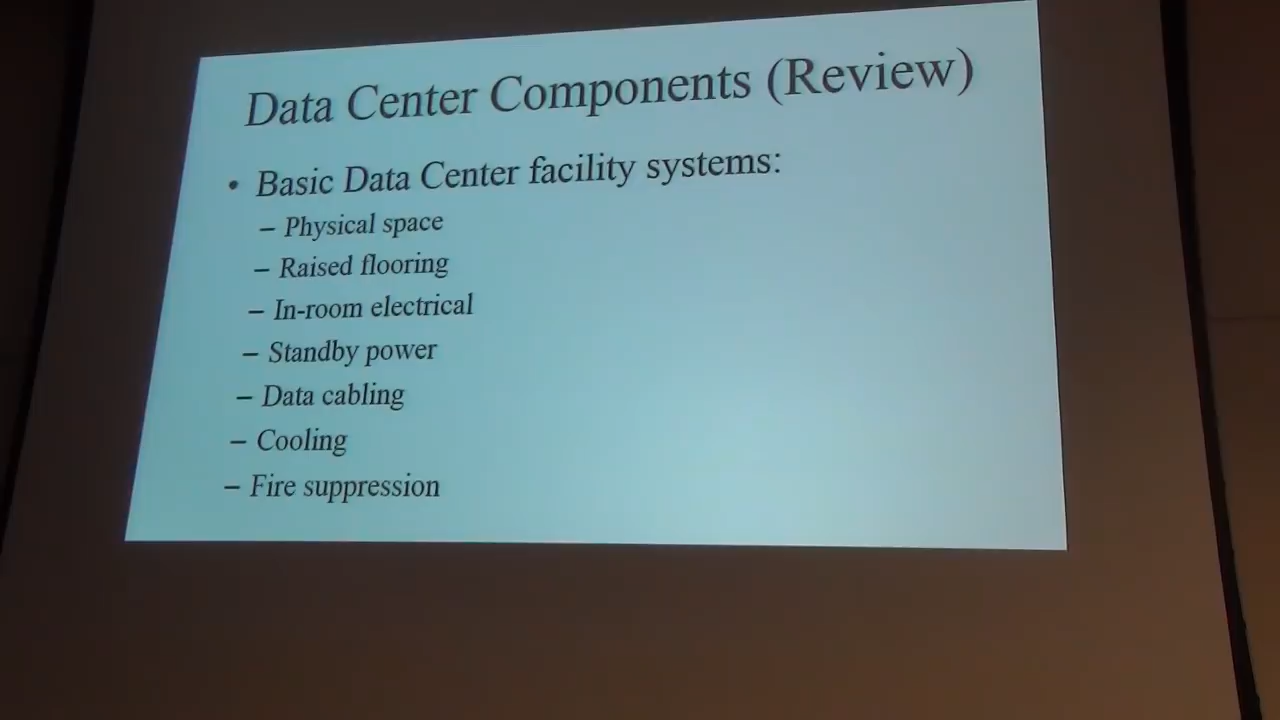 Data Center Components (Review)
• Basic Data Center facility systems:
– Physical space
– Raised flooring
– In-room electrical
– Standby power
– Data cabling
– Cooling
– Fire suppression